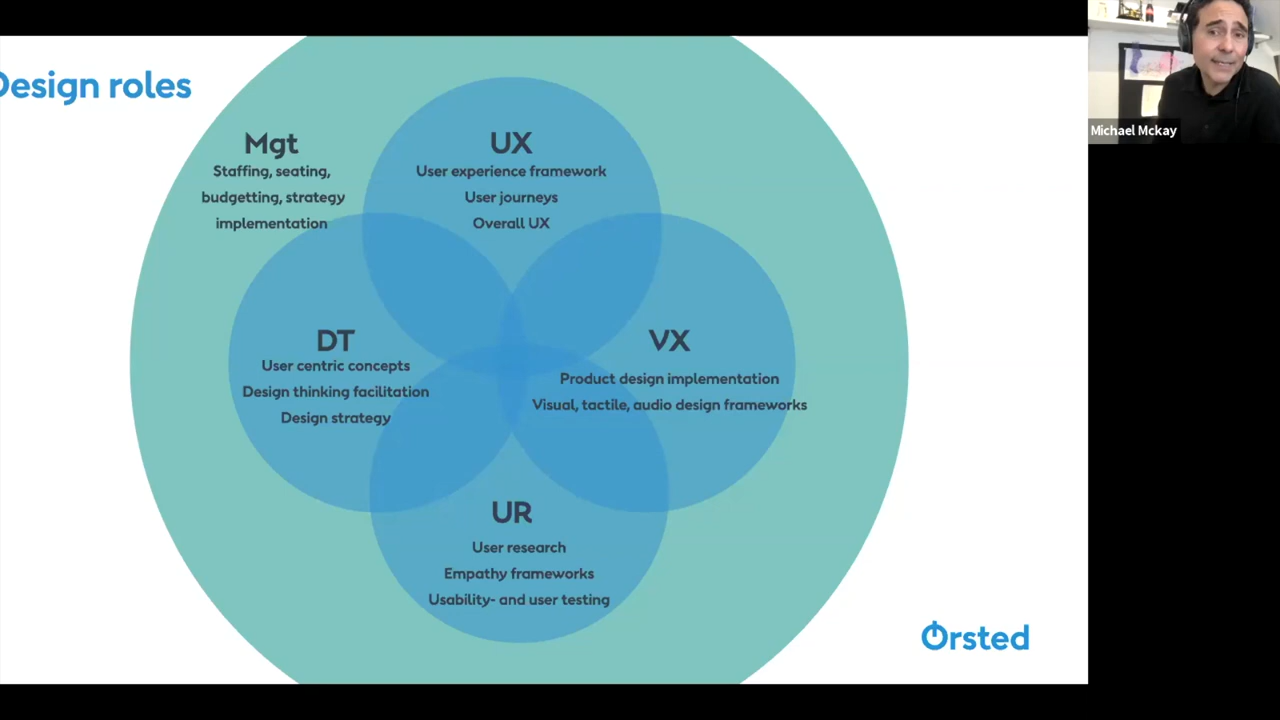 Design roles
Mgt
Staffing, seating,
budgetting, strategy
implementation
UX
User experience framework
User journeys
Overall UX
DT
User centric concepts
Design thinking facilitation
Design strategy
VX
Product design implementation
Visual, tactile, audio design frameworks
UR
User research
Empathy frameworks
Usability- and user testing
Ørsted
Michael Mckay